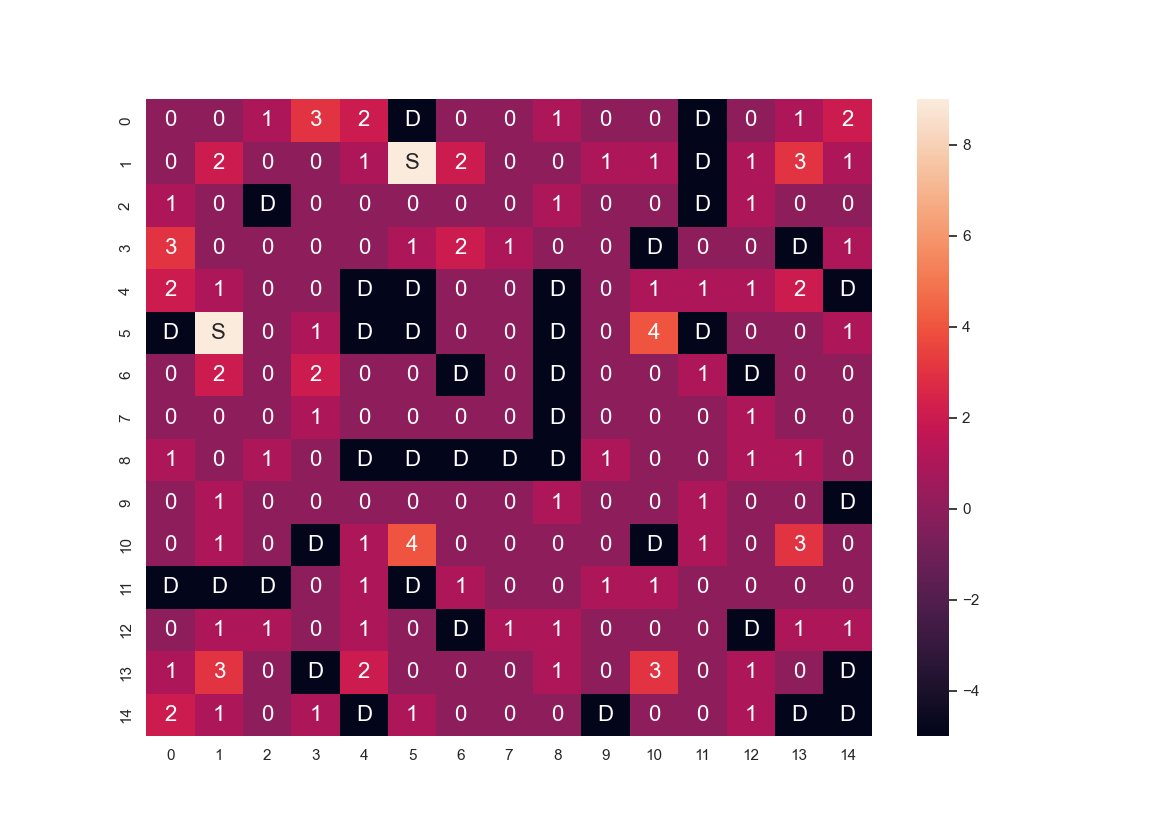 0 0 0 1 3 2 D 0 0 1 0 0 D 0 1 2
1 0 2 0 0 1 S 2 0 0 1 1 D 1 3 1
2 1 0 D 0 0 0 0 0 1 0 0 D 1 0 0
3 3 0 0 0 0 1 2 1 0 0 D 0 0 D 1
4 2 1 0 0 D D 0 0 D 0 1 1 1 2 D
5 D S 0 1 D D 0 0 D 0 4 D 0 0 1
6 0 2 0 2 0 0 D 0 D 0 0 1 D 0 0
7 0 0 0 1 0 0 0 0 D 0 0 0 1 0 0
8 1 0 1 0 D D D D D 1 0 0 1 1 0
9 0 1 0 0 0 0 0 0 1 0 0 1 0 0 D
10 0 1 0 D 1 4 0 0 0 0 D 1 0 3 0
11 D D D 0 1 D 1 0 0 1 1 0 0 0 0
12 0 1 1 0 1 0 D 1 1 0 0 0 D 1 1
13 1 3 0 D 2 0 0 0 1 0 3 0 1 0 D
14 2 1 0 1 D 1 0 0 0 D 0 0 1 D D
0 1 2 3 4 5 6 7 8 9 10 11 12 13 14
8
6
4
2
0
−2
−4